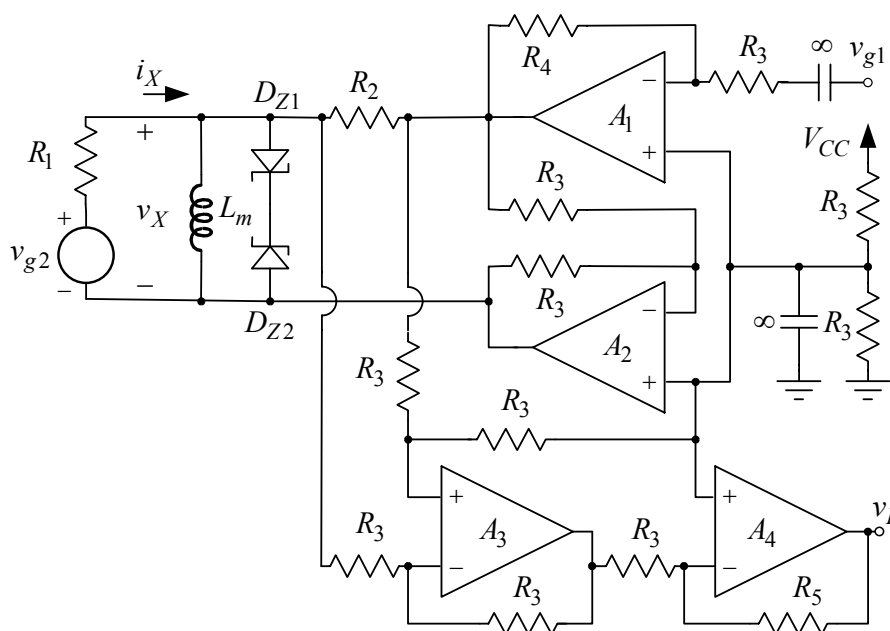 R4
R3
∞
vg1
iX
DZ1
R2
−
A1
+
VCC
R1
+
R3
R3
+
vX
Lm
vg2
−
−
R3
−
A2
+
∞
R3
DZ2
R3
R3
+
A3
−
+
A4
−
R3
R3
R3
R5